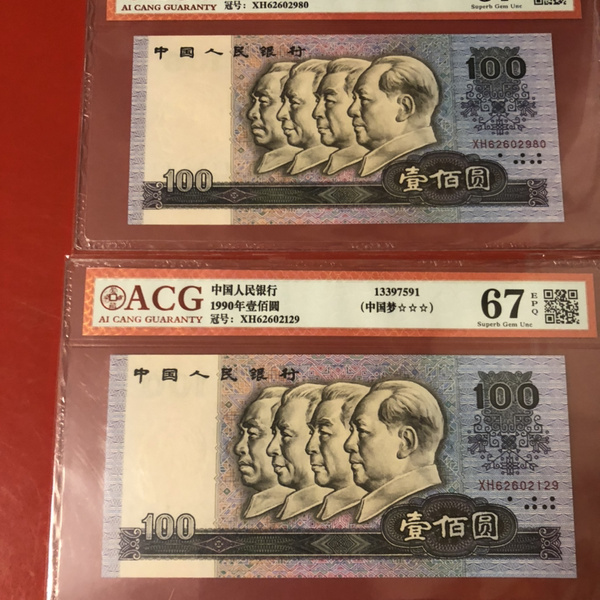 AI CANG GUARANTY 冠号: XH62602980
Superb Gem Unc
中国人民银行
100
XH62602980
100
壹佰圆
ACG
AI CANG GUARANTY
中国人民银行
1990年壹佰圆
冠号: XH62602129
13397591
(中国梦☆☆☆)
67
EPQ
Superb Gem Unc
中国人民银行
100
XH62602129
100
壹佰圆